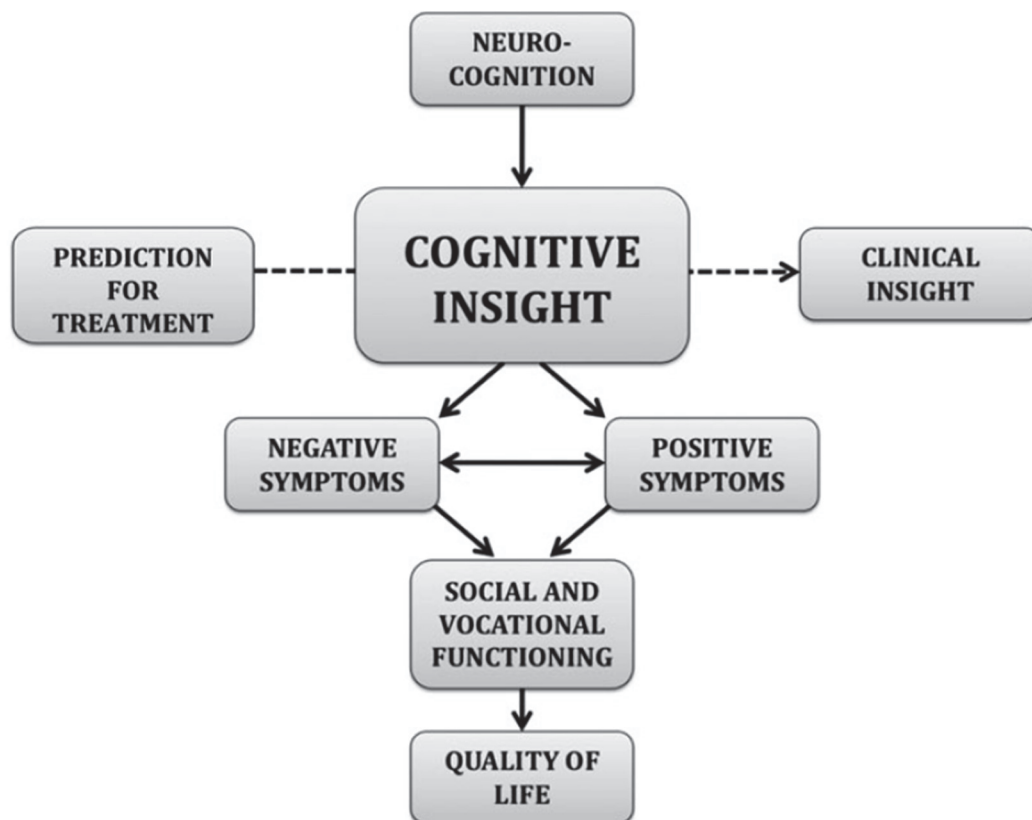 NEURO-
COGNITION
PREDICTION
FOR
TREATMENT
COGNITIVE
INSIGHT
CLINICAL
INSIGHT
NEGATIVE
SYMPTOMS
POSITIVE
SYMPTOMS
SOCIAL AND
VOCATIONAL
FUNCTIONING
QUALITY OF
LIFE